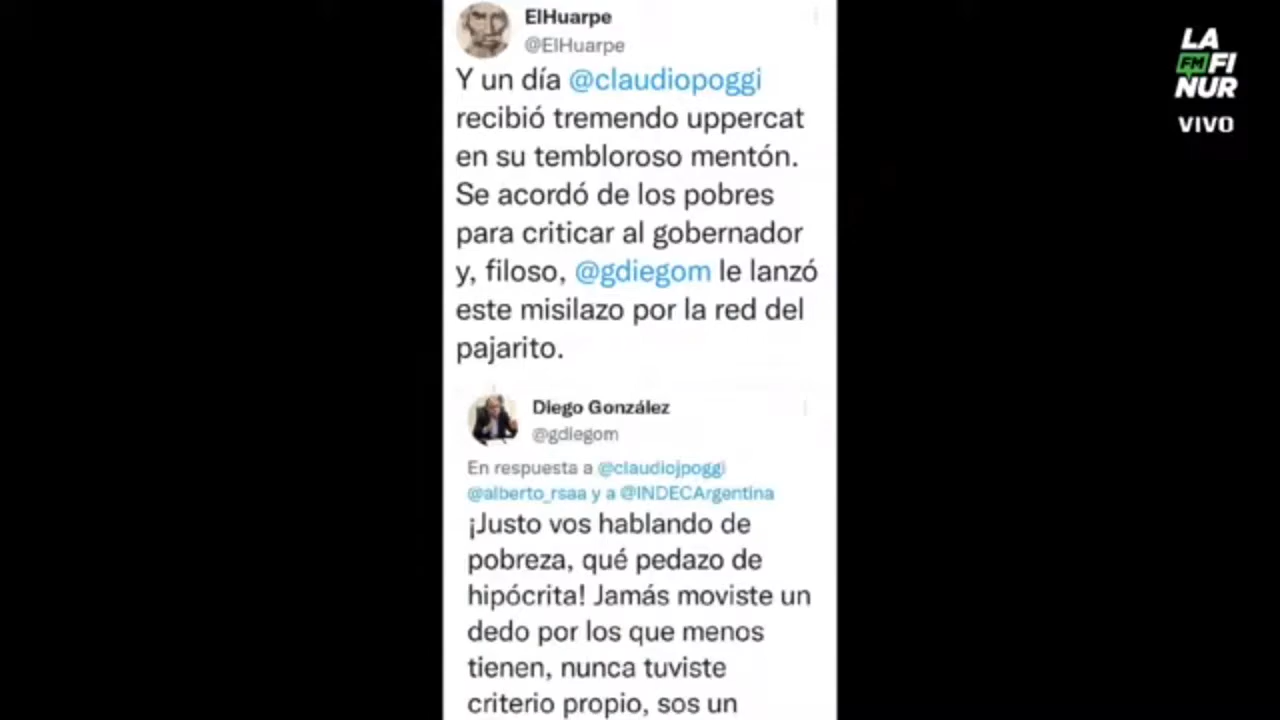 ElHuarpe
@ElHuarpe
Y un día @claudiopoggi
recibió tremendo uppercat
en su tembloroso mentón.
Se acordó de los pobres
para criticar al gobernador
y, filoso, @gdiegom le lanzó
este misilazo por la red del
pajarito.
Diego González
@gdiegom
En respuesta a @claudiojpoggi
@alberto_rsaa y a @INDECArgentina
¡Justo vos hablando de
pobreza, qué pedazo de
hipócrita! Jamás moviste un
dedo por los que menos
tienen, nunca tuviste
criterio propio, sos un
LA
FM FI
NUR
VIVO